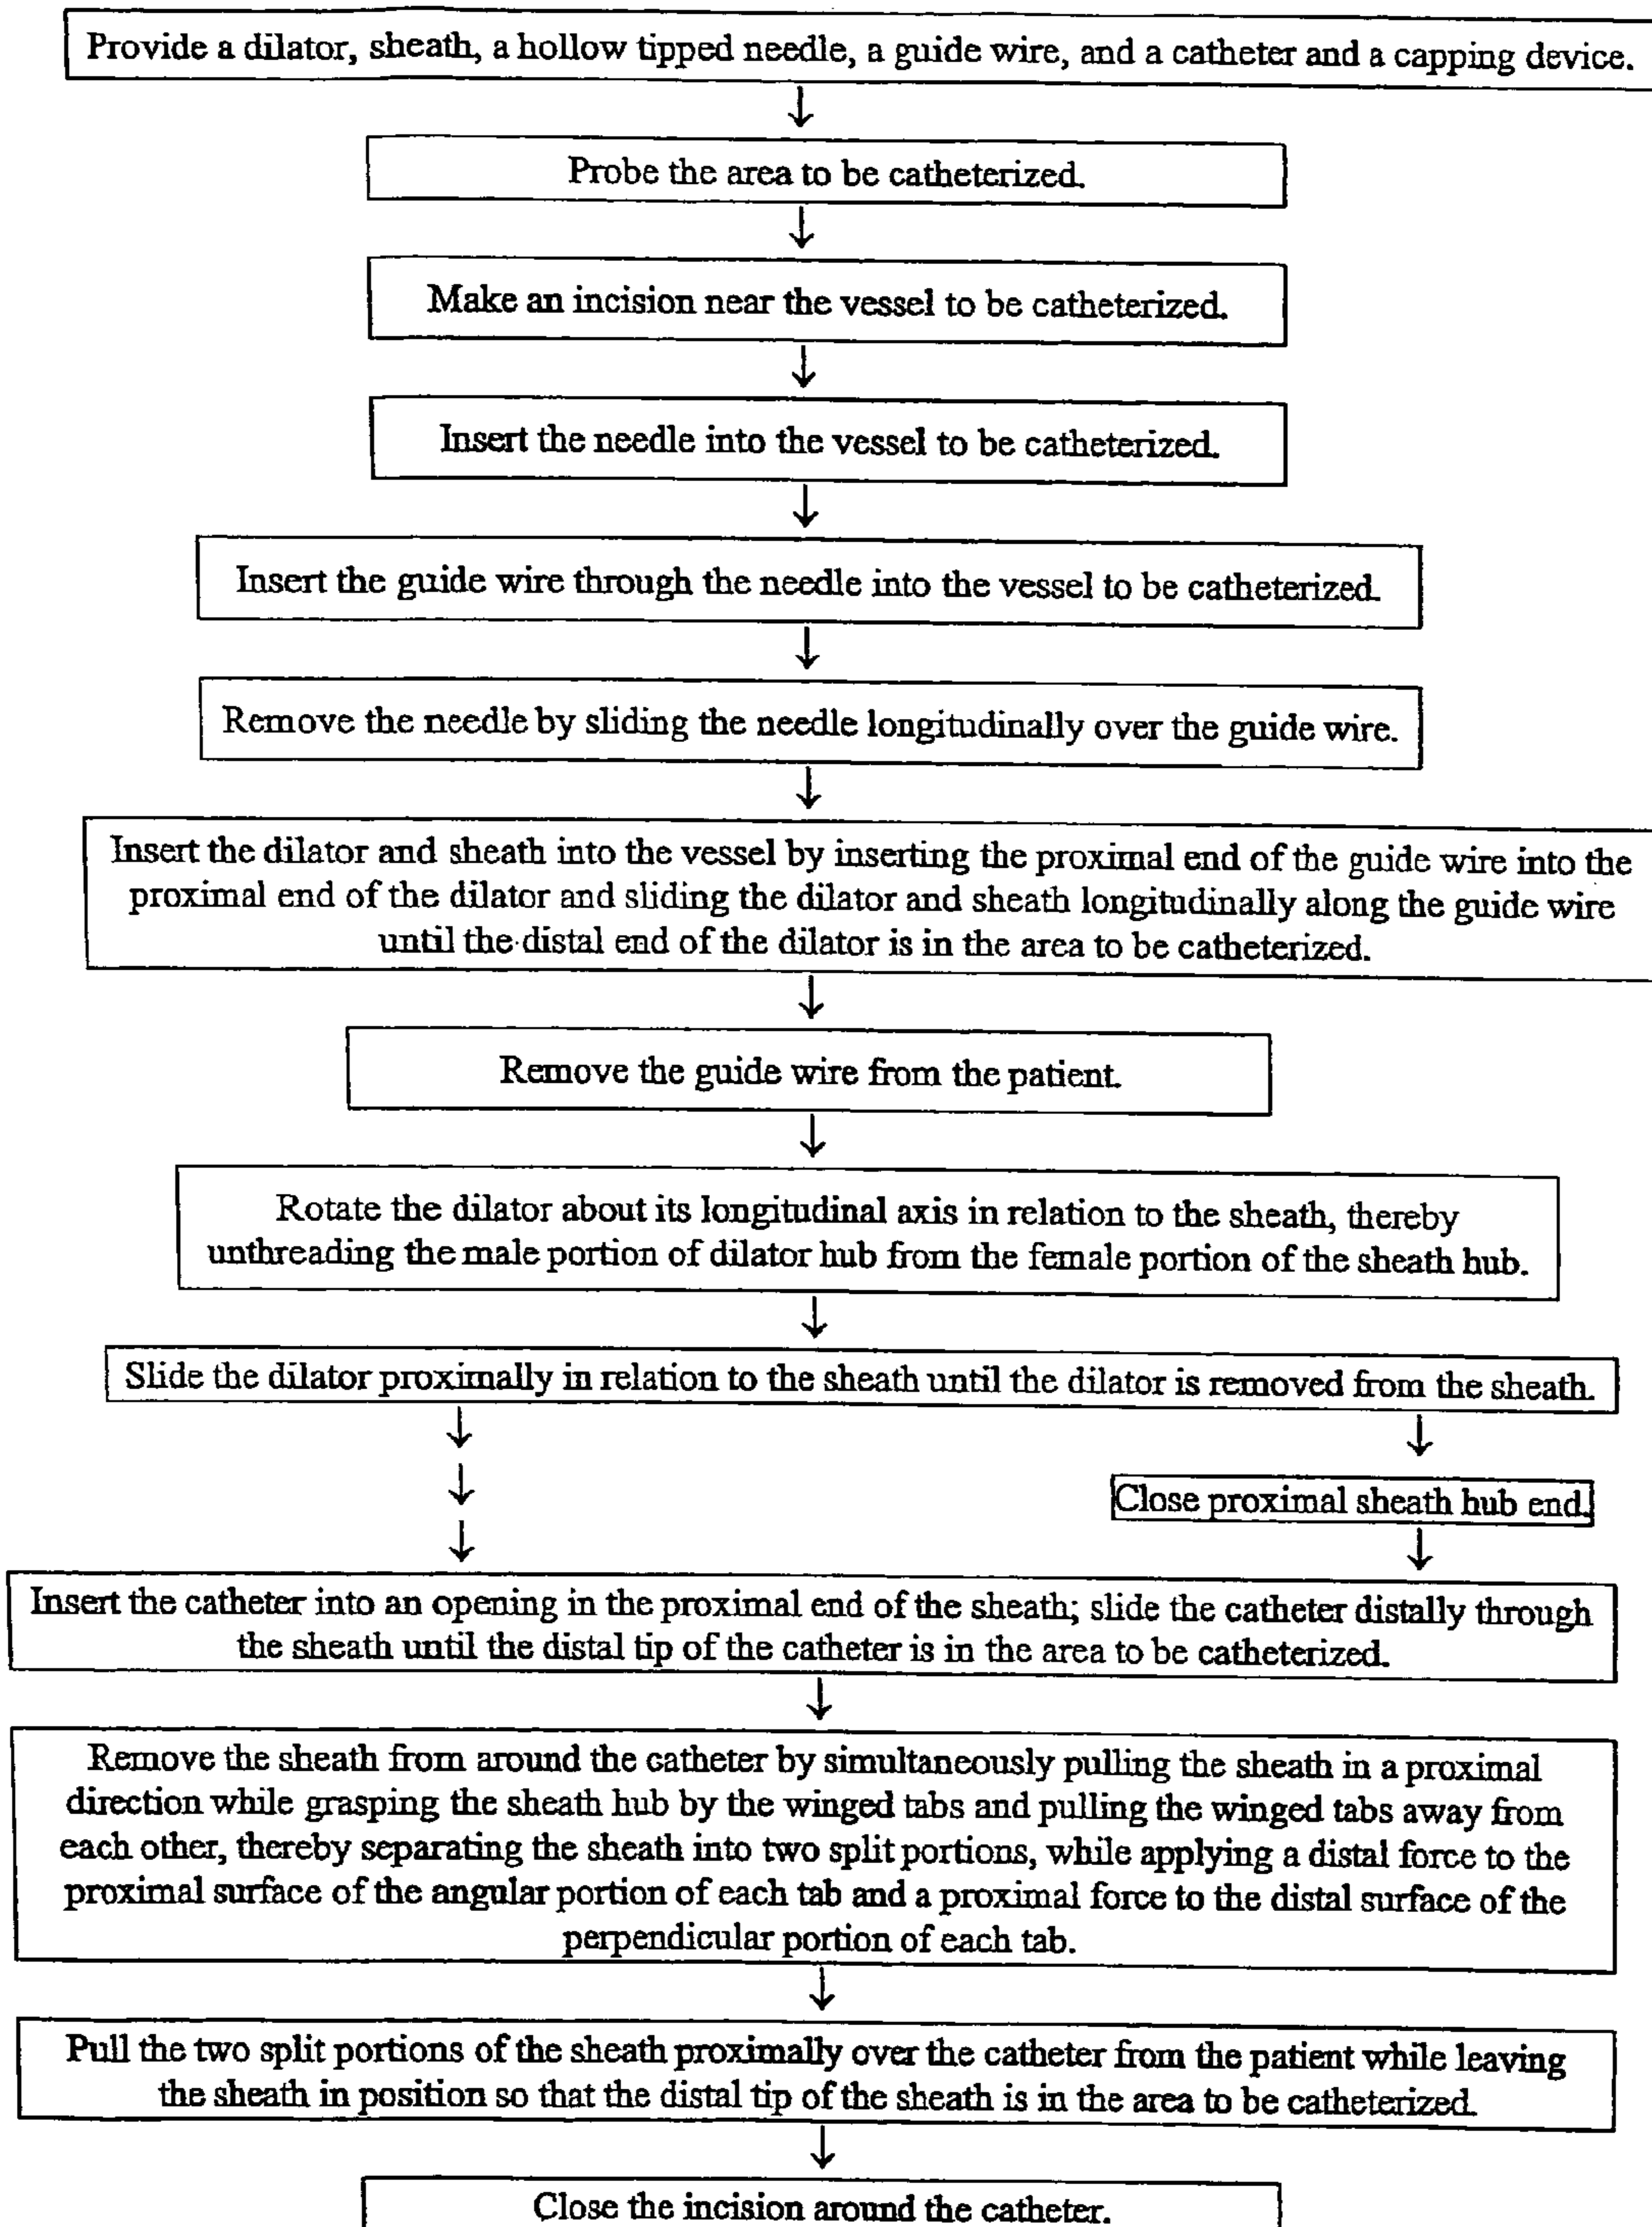 Provide a dilator, sheath, a hollow tipped needle, a guide wire, and a catheter and a capping device.
Probe the area to be catheterized.
Make an incision near the vessel to be catheterized.
Insert the needle into the vessel to be catheterized.
Insert the guide wire through the needle into the vessel to be catheterized.
Remove the needle by sliding the needle longitudinally over the guide wire.
Insert the dilator and sheath into the vessel by inserting the proximal end of the guide wire into the
proximal end of the dilator and sliding the dilator and sheath longitudinally along the guide wire
until the distal end of the dilator is in the area to be catheterized.
Remove the guide wire from the patient.
Rotate the dilator about its longitudinal axis in relation to the sheath, thereby
unthreading the male portion of dilator hub from the female portion of the sheath hub.
Slide the dilator proximally in relation to the sheath until the dilator is removed from the sheath.
Close proximal sheath hub end.
Insert the catheter into an opening in the proximal end of the sheath; slide the catheter distally through
the sheath until the distal tip of the catheter is in the area to be catheterized.
Remove the sheath from around the catheter by simultaneously pulling the sheath in a proximal
direction while grasping the sheath hub by the winged tabs and pulling the winged tabs away from
each other, thereby separating the sheath into two split portions, while applying a distal force to the
proximal surface of the angular portion of each tab and a proximal force to the distal surface of the
perpendicular portion of each tab.
Pull the two split portions of the sheath proximally over the catheter from the patient while leaving
the sheath in position so that the distal tip of the sheath is in the area to be catheterized.
Close the incision around the catheter.